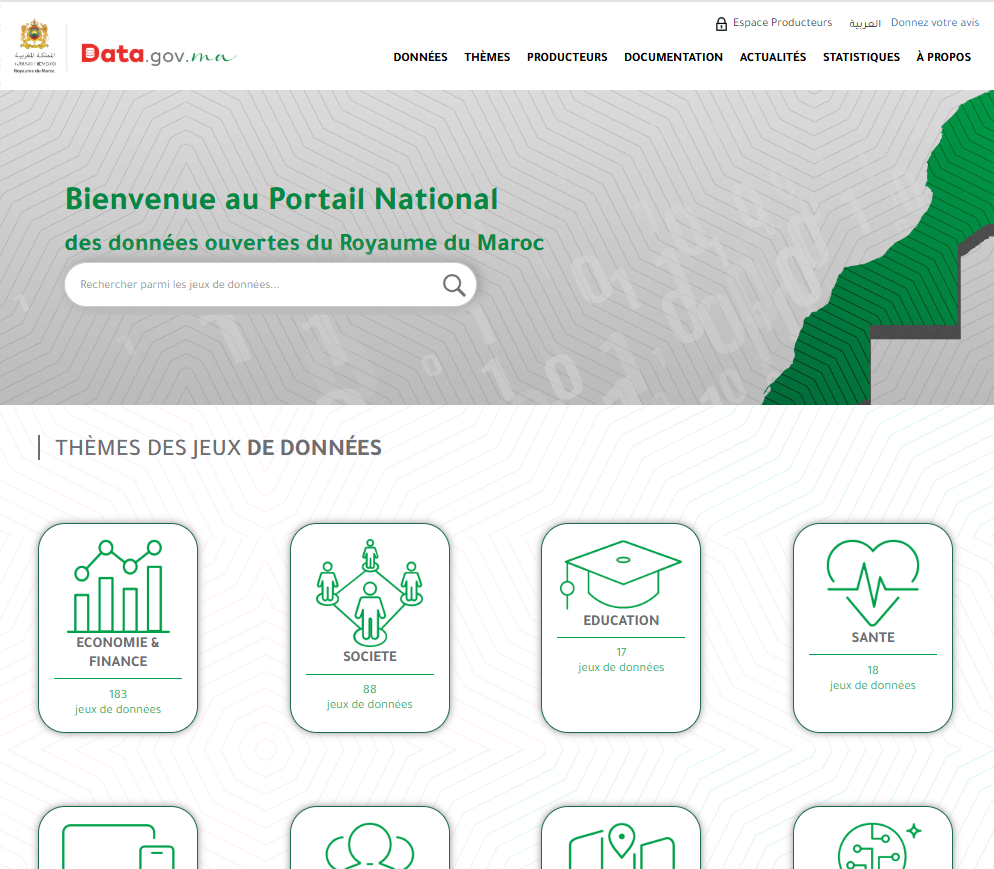 Espace Producteurs
العربية
Donnez votre avis
المملكة المغربية
Royaume du Maroc
Data.gov.ma
DONNÉES
THÈMES
PRODUCTEURS
DOCUMENTATION
ACTUALITÉS
STATISTIQUES
À PROPOS
Bienvenue au Portail National
des données ouvertes du Royaume du Maroc
Rechercher parmi les jeux de données...
THÈMES DES JEUX DE DONNÉES
ECONOMIE &
FINANCE
183
jeux de données
SOCIETE
88
jeux de données
EDUCATION
17
jeux de données
SANTE
18
jeux de données